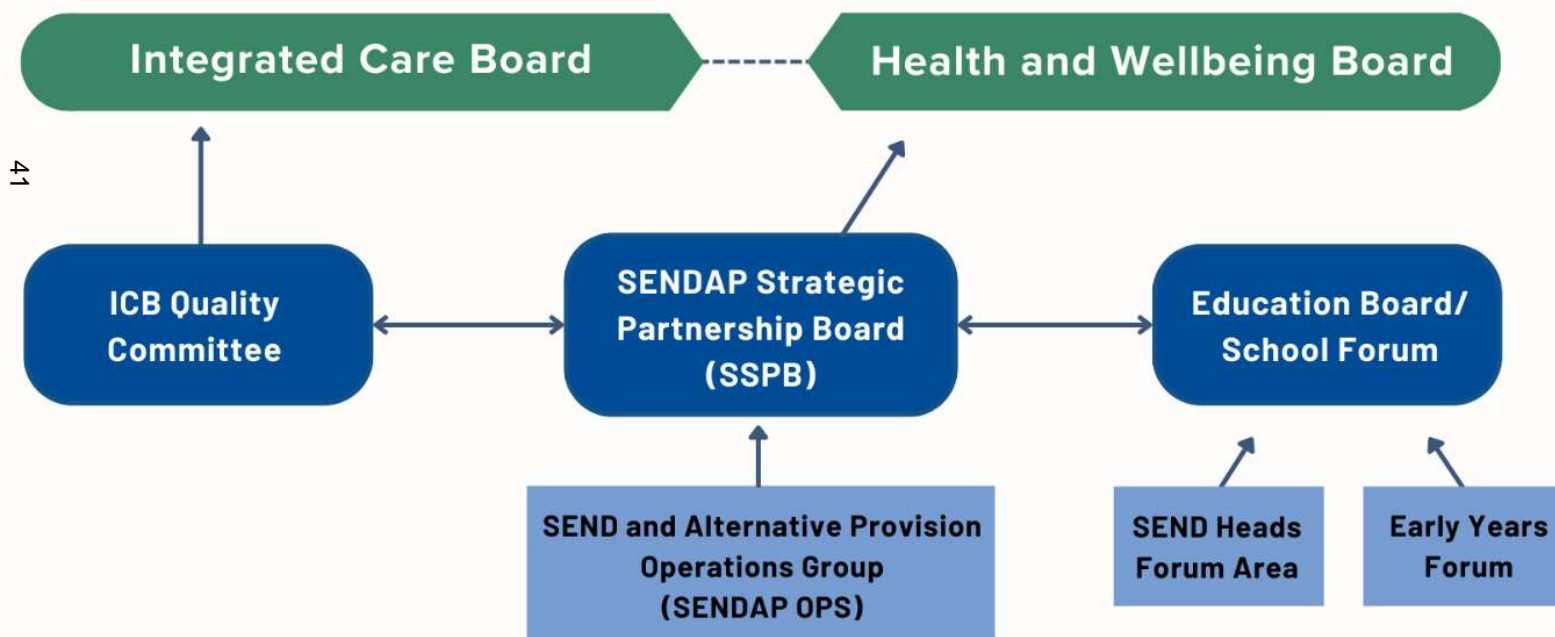 Integrated Care Board
Health and Wellbeing Board
41
ICB Quality
Committee
SENDAP Strategic
Partnership Board
(SSPB)
Education Board/
School Forum
SEND and Alternative Provision
Operations Group
(SENDAP OPS)
SEND Heads
Forum Area
Early Years
Forum